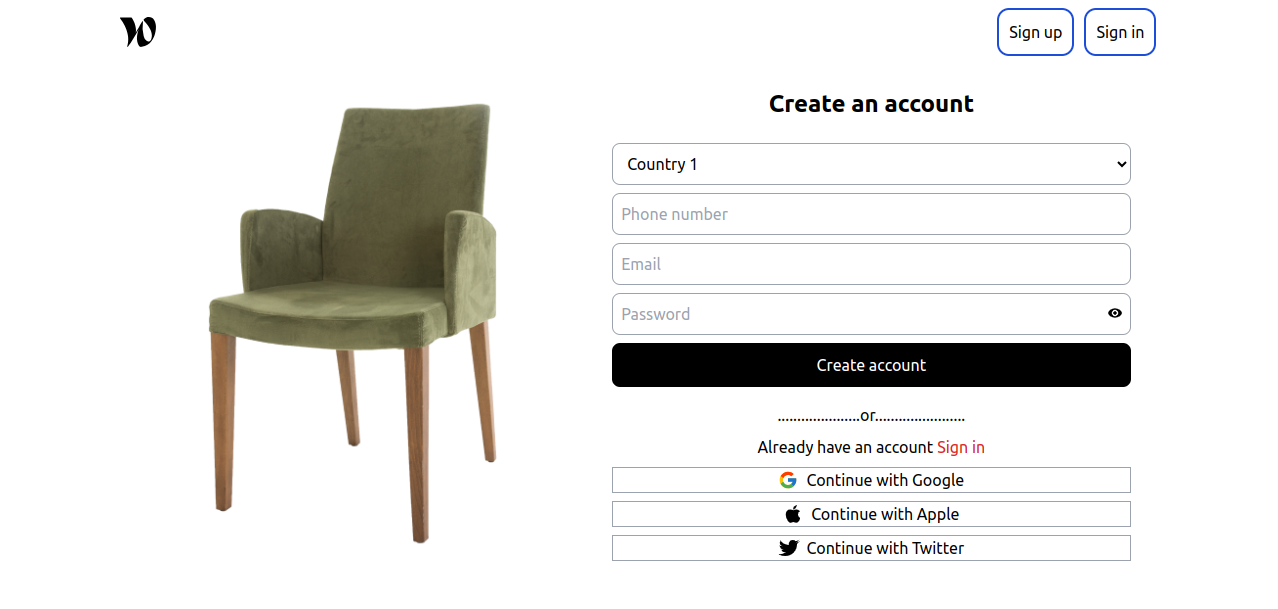 Sign up
Sign in
Create an account
Country 1
Phone number
Email
Password
Create account
.....................or.......................
Already have an account Sign in
Continue with Google
Continue with Apple
Continue with Twitter